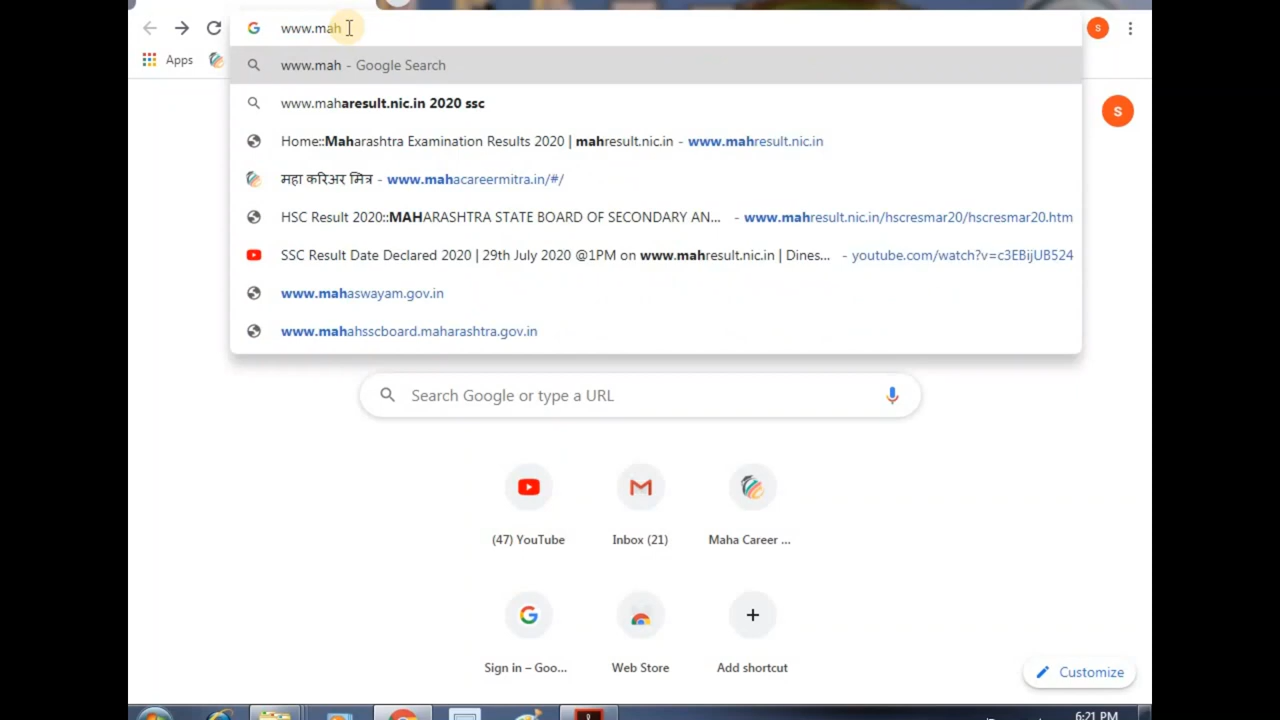 www.mah
S
Apps
www.mah - Google Search
www.maharesult.nic.in 2020 ssc
Home::Maharashtra Examination Results 2020 | mahresult.nic.in - www.mahresult.nic.in
S
महा करिअर मित्र - www.mahacareermitra.in/#/
HSC Result 2020::MAHARASHTRA STATE BOARD OF SECONDARY AN... - www.mahresult.nic.in/hscresmar20/hscresmar20.htm
SSC Result Date Declared 2020 | 29th July 2020 @1PM on www.mahresult.nic.in | Dines... - youtube.com/watch?v=c3EBijUB524
www.mahaswayam.gov.in
www.mahahsscboard.maharashtra.gov.in
Search Google or type a URL
(47) YouTube
Inbox (21)
Maha Career ...
Sign in – Goo...
Web Store
Add shortcut
Customize
6:21 PM